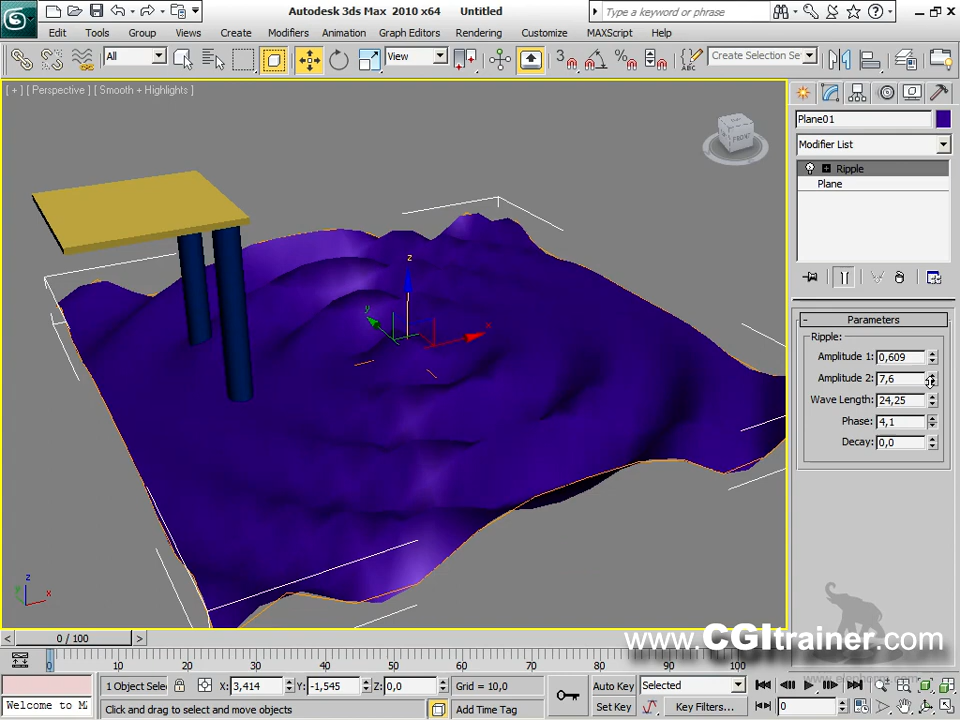 Autodesk 3ds Max 2010 x64 Untitled
Type a keyword or phrase
Edit Tools Group Views Create Modifiers Animation Graph Editors Rendering Customize MAXScript Help
All View 3 Create Selection Se
[ + ] [ Perspective ] [ Smooth + Highlights ]
FRONT
Plane01
Modifier List
Ripple
Plane
Parameters
Ripple:
Amplitude 1: 0,609
Amplitude 2: 7,6
Wave Length: 24,25
Phase: 4,1
Decay: 0,0
z
y
x
z
x
www.CGItrainer.com
0 / 100
0 10 20 30 40 50 60 70 80 90 100
1 Object Sele X: 3,414 Y: -1,545 Z: 0,0 Grid = 10,0 Auto Key Selected
Welcome to M Click and drag to select and move objects Add Time Tag Set Key Key Filters... 0